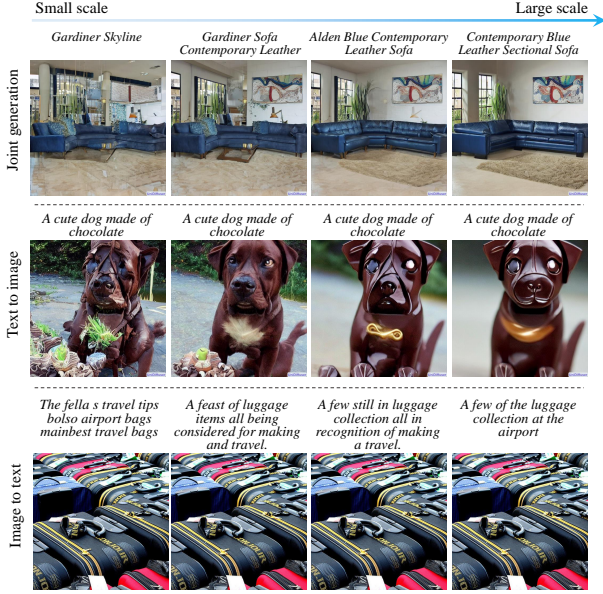 Small scale
Large scale
Joint generation
Gardiner Skyline
Gardiner Sofa
Contemporary Leather
Alden Blue Contemporary
Leather Sofa
Contemporary Blue
Leather Sectional Sofa
Text to image
A cute dog made of
chocolate
A cute dog made of
chocolate
A cute dog made of
chocolate
A cute dog made of
chocolate
Image to text
The fella s travel tips
bolso airport bags
mainbest travel bags
A feast of luggage
items all being
considered for making
and travel.
A few still in luggage
collection all in
recognition of making
a travel.
A few of the luggage
collection at the
airport